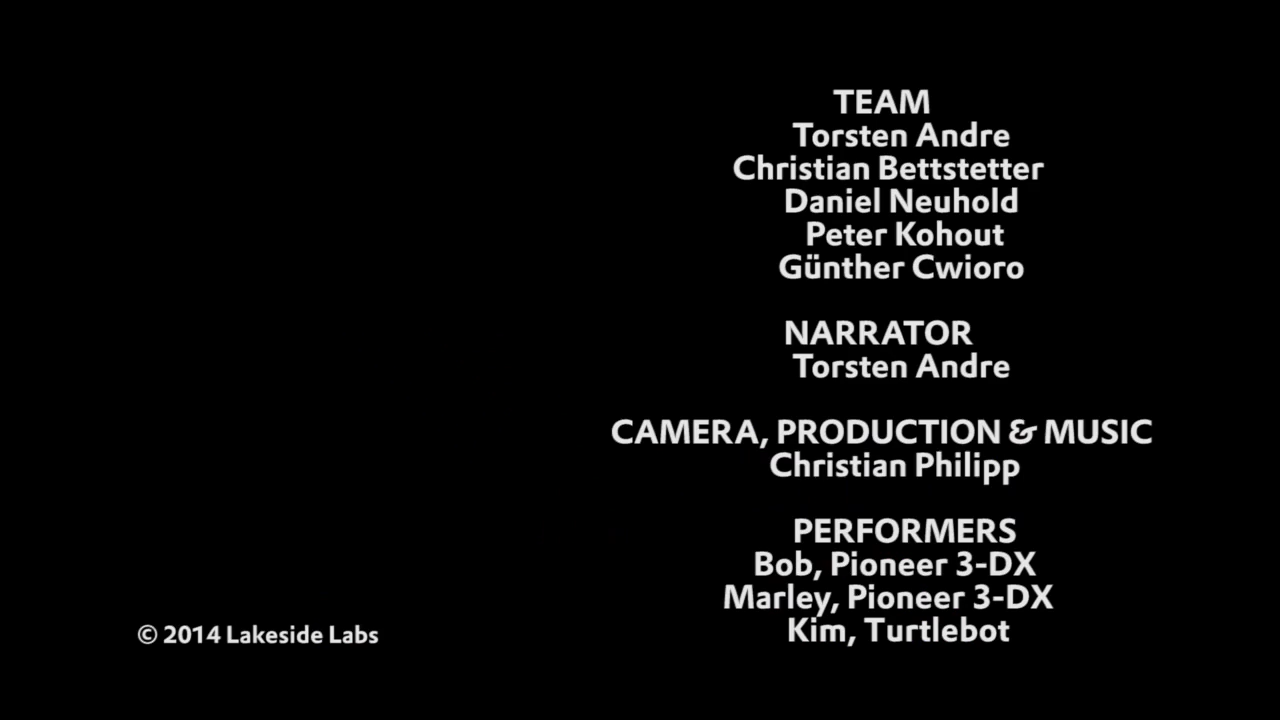 TEAM
Torsten Andre
Christian Bettstetter
Daniel Neuhold
Peter Kohout
Günther Cwioro
NARRATOR
Torsten Andre
CAMERA, PRODUCTION & MUSIC
Christian Philipp
PERFORMERS
Bob, Pioneer 3-DX
Marley, Pioneer 3-DX
Kim, Turtlebot
© 2014 Lakeside Labs